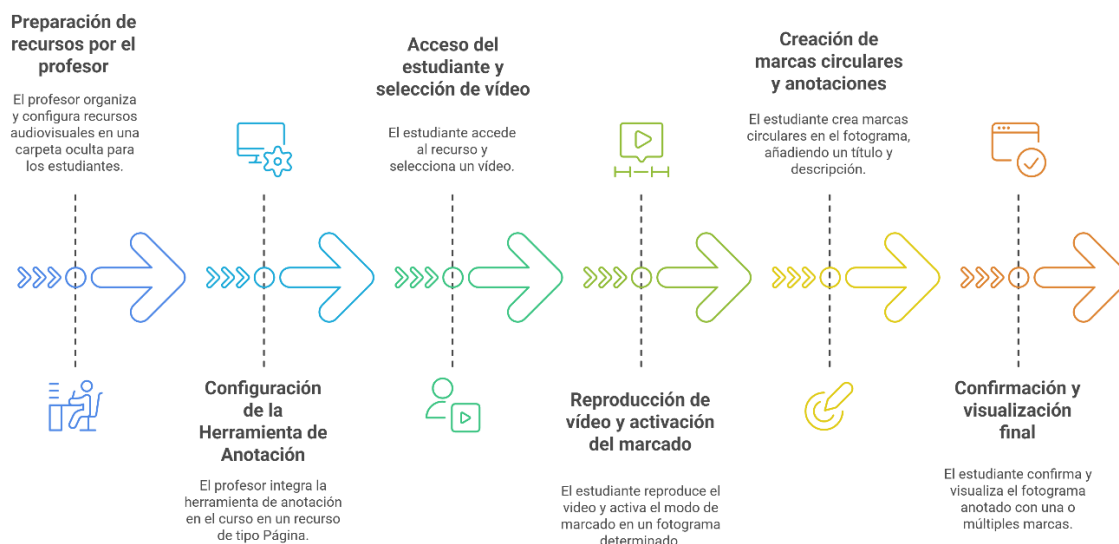 Preparación de
recursos por el
profesor
El profesor organiza
y configura recursos
audiovisuales en una
carpeta oculta para
los estudiantes.
Configuración
de la
Herramienta de
Anotación
El profesor integra la
herramienta de anotación
en el curso en un recurso
de tipo Página.
Acceso del
estudiante y
selección de vídeo
El estudiante accede
al recurso y
selecciona un vídeo.
Reproducción de
vídeo y activación
del marcado
El estudiante reproduce el
video y activa el modo de
marcado en un fotograma
determinado
Creación de
marcas circulares
y anotaciones
El estudiante crea marcas
circulares en el fotograma,
añadiendo un título y
descripción.
Confirmación y
visualización
final
El estudiante confirma y
visualiza el fotograma
anotado con una o
múltiples marcas.